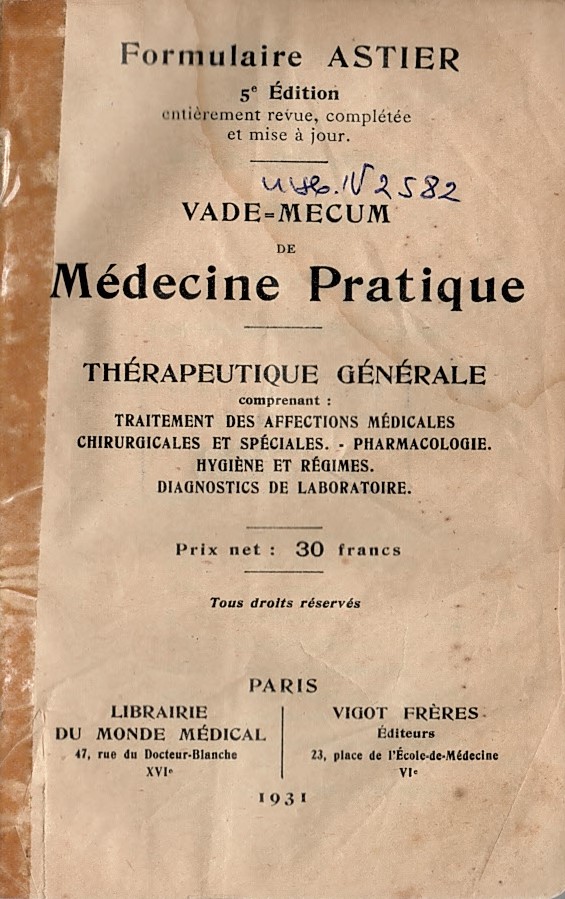 Formulaire ASTIER
5e Édition
entièrement revue, complétée
et mise à jour.
N 2582
VADE=MECUM
DE
Médecine Pratique
THÉRAPEUTIQUE GÉNÉRALE
comprenant :
TRAITEMENT DES AFFECTIONS MÉDICALES
CHIRURGICALES ET SPÉCIALES. - PHARMACOLOGIE.
HYGIÈNE ET RÉGIMES.
DIAGNOSTICS DE LABORATOIRE.
Prix net : 30 francs
Tous droits réservés
PARIS
LIBRAIRIE
DU MONDE MÉDICAL
47, rue du Docteur-Blanche
XVIe
VIGOT FRÈRES
Éditeurs
23, place de l'École-de-Médecine
VIe
1931